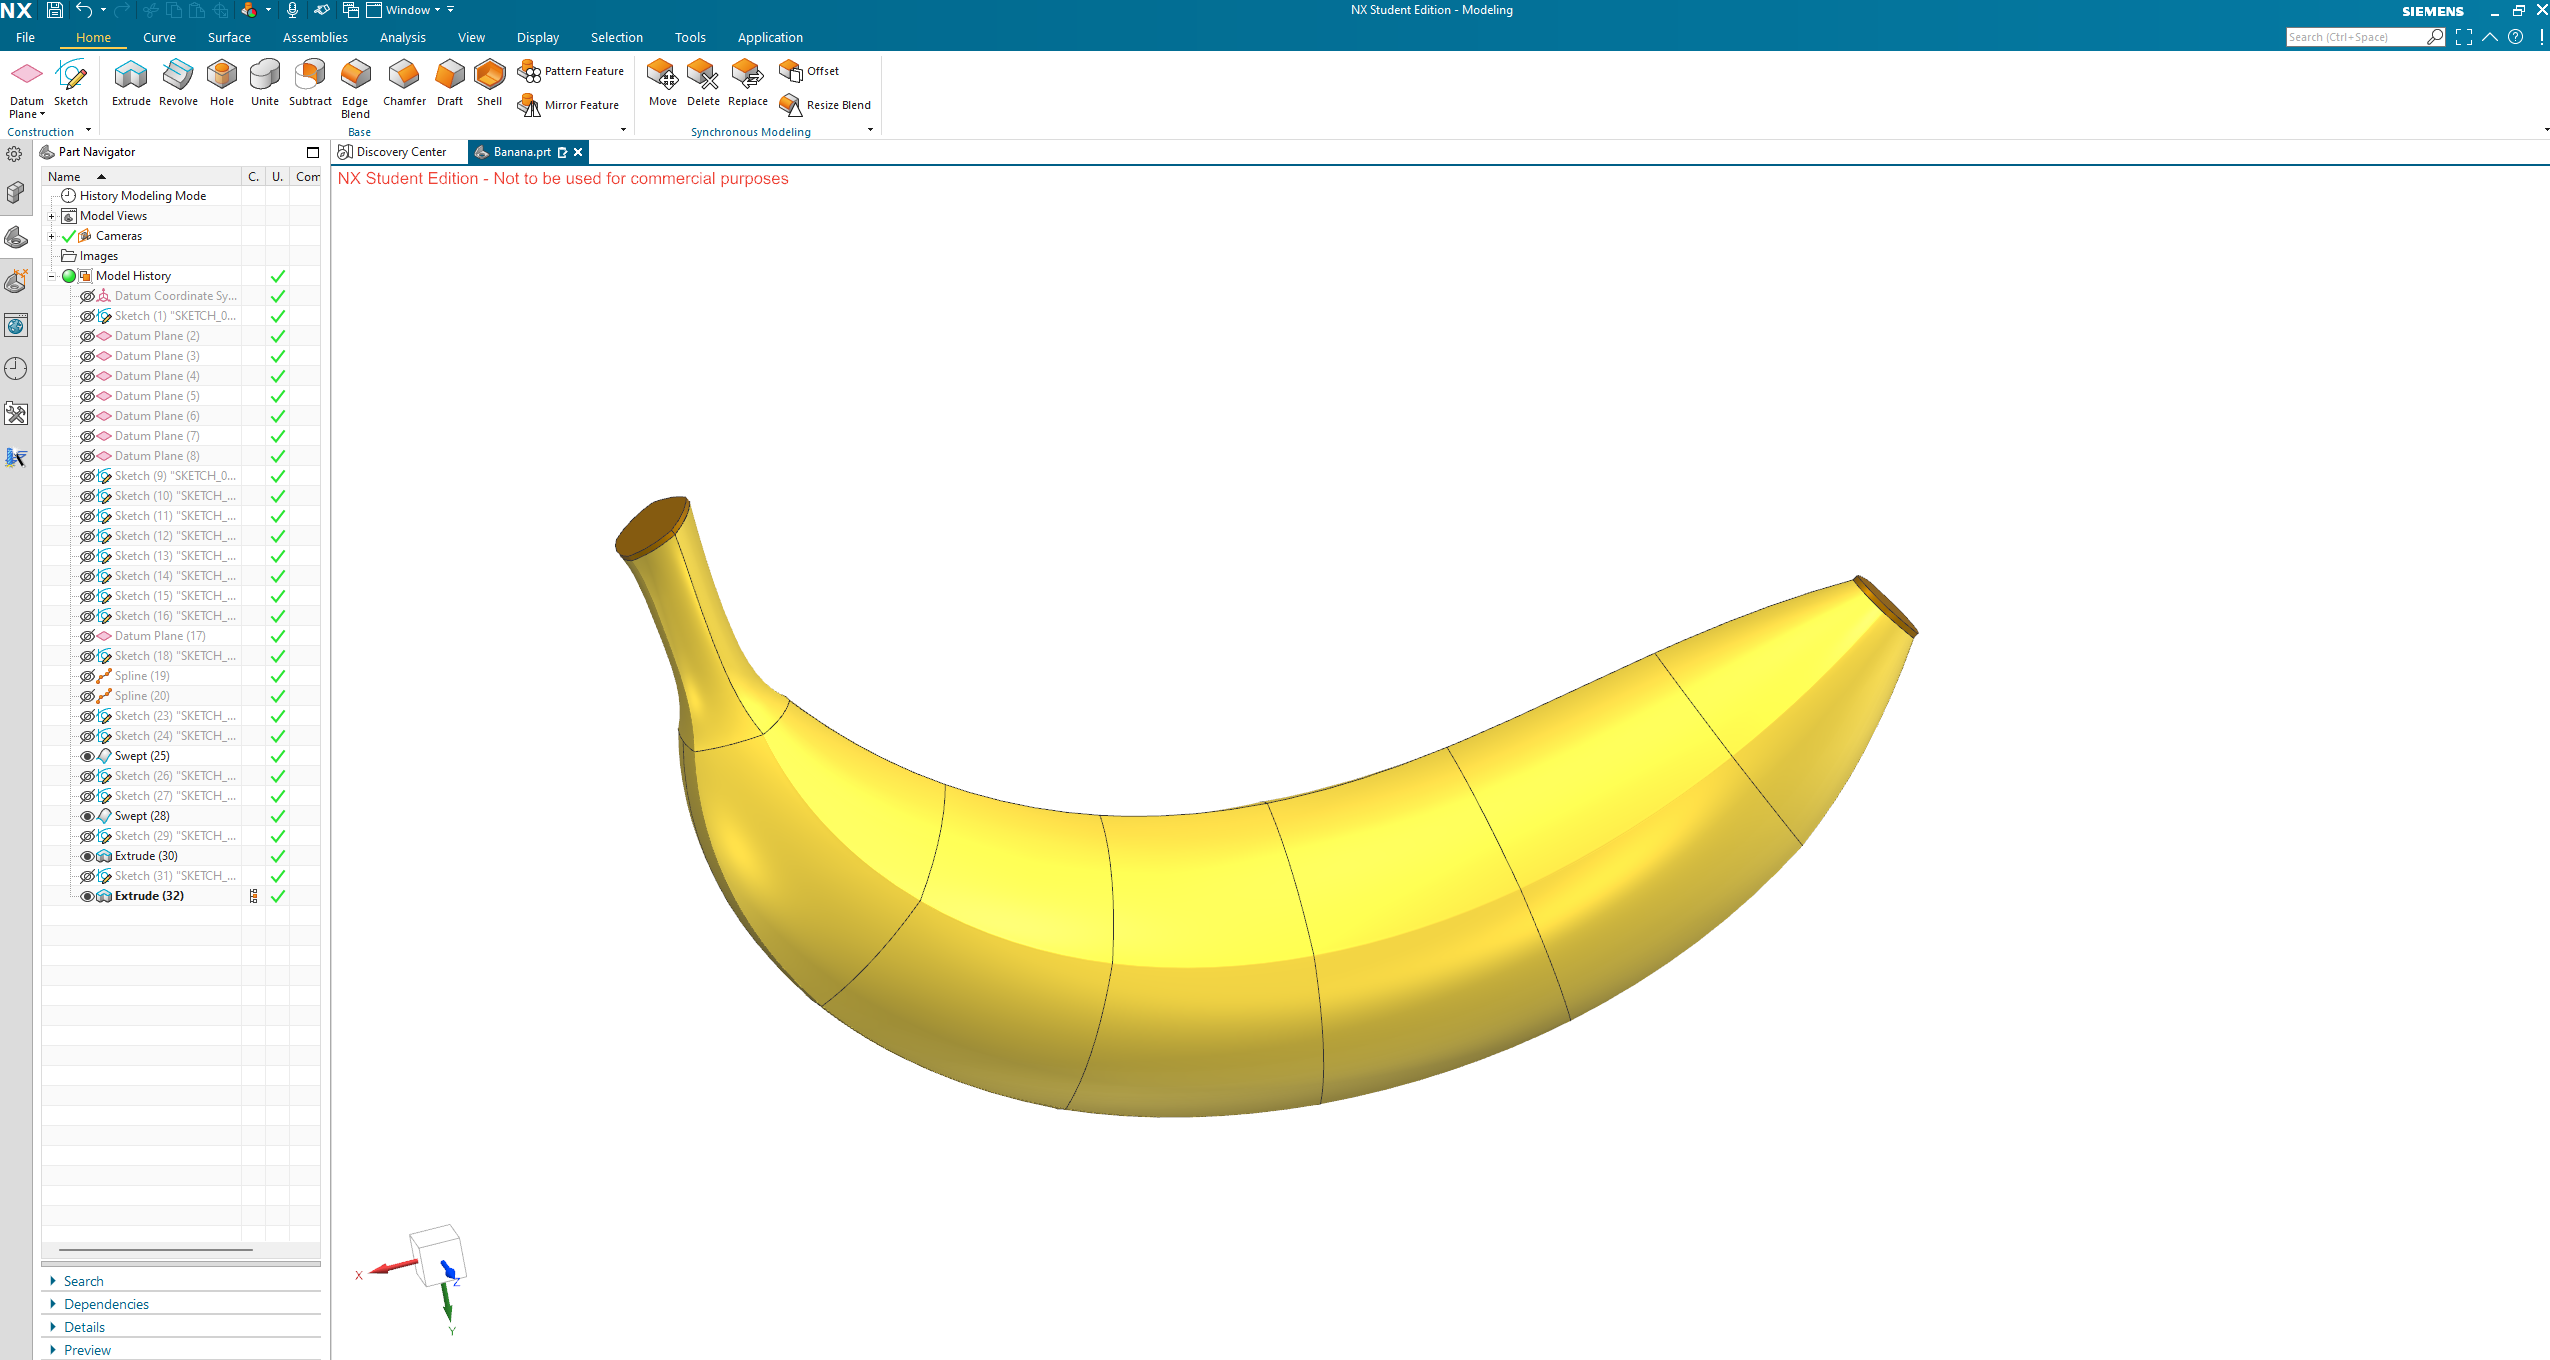 NX Window NX Student Edition - Modeling SIEMENS
File Home Curve Surface Assemblies Analysis View Display Selection Tools Application Search (Ctrl+Space)
Datum Plane Sketch Extrude Revolve Hole Unite Subtract Edge Blend Chamfer Draft Shell Pattern Feature Mirror Feature Move Delete Replace Offset Resize Blend
Construction Base Synchronous Modeling
Part Navigator Discovery Center Banana.prt
Name C. U. Com
NX Student Edition - Not to be used for commercial purposes
History Modeling Mode
Model Views
Cameras
Images
Model History
Datum Coordinate Sy...
Sketch (1) "SKETCH_0...
Datum Plane (2)
Datum Plane (3)
Datum Plane (4)
Datum Plane (5)
Datum Plane (6)
Datum Plane (7)
Datum Plane (8)
Sketch (9) "SKETCH_0...
Sketch (10) "SKETCH_...
Sketch (11) "SKETCH_...
Sketch (12) "SKETCH_...
Sketch (13) "SKETCH_...
Sketch (14) "SKETCH_...
Sketch (15) "SKETCH_...
Sketch (16) "SKETCH_...
Datum Plane (17)
Sketch (18) "SKETCH_...
Spline (19)
Spline (20)
Sketch (23) "SKETCH_...
Sketch (24) "SKETCH_...
Swept (25)
Sketch (26) "SKETCH_...
Sketch (27) "SKETCH_...
Swept (28)
Sketch (29) "SKETCH_...
Extrude (30)
Sketch (31) "SKETCH_...
Extrude (32)
X
Z
Y
Search
Dependencies
Details
Preview